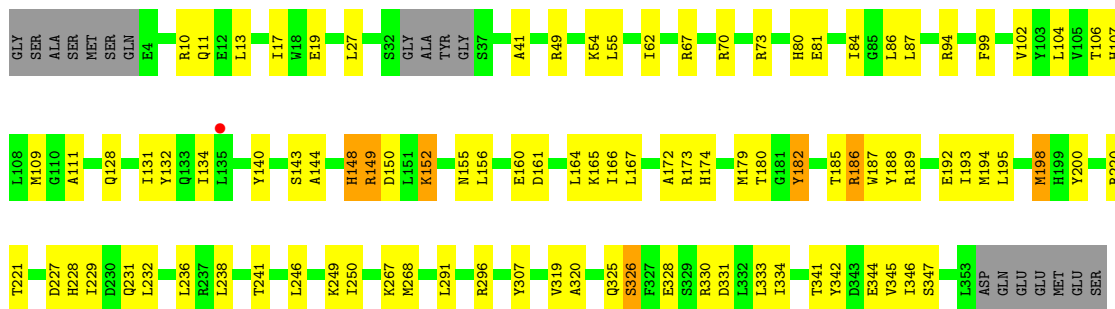 GLY SER ALA SER MET SER GLN E4 R10 Q11 E12 L13 I17 W18 E19 L27 S32 GLY ALA TYR GLY S37 A41 R49 K54 L55 I62 R67 R70 R73 H80 E81 I84 G85 L86 L87 R94 F99 V102 Y103 L104 V105 T106 H107
L108 M109 G110 A111 Q128 I131 Y132 Q133 I134 L135 Y140 S143 A144 H148 R149 D150 L151 K152 N155 L156 E160 D161 L164 K165 I166 L167 A172 R173 H174 M179 T180 G181 Y182 T185 R186 W187 Y188 R189 E192 I193 M194 L195 M198 H199 Y200 R220
T221 D227 H228 I229 D230 Q231 L232 L236 R237 L238 T241 L246 K249 I250 K267 M268 L291 R296 Y307 V319 A320 Q325 S326 F327 E328 S329 R330 D331 L332 L333 I334 T341 Y342 D343 E344 V345 I346 S347 L353 ASP GLN GLU GLU MET GLU SER